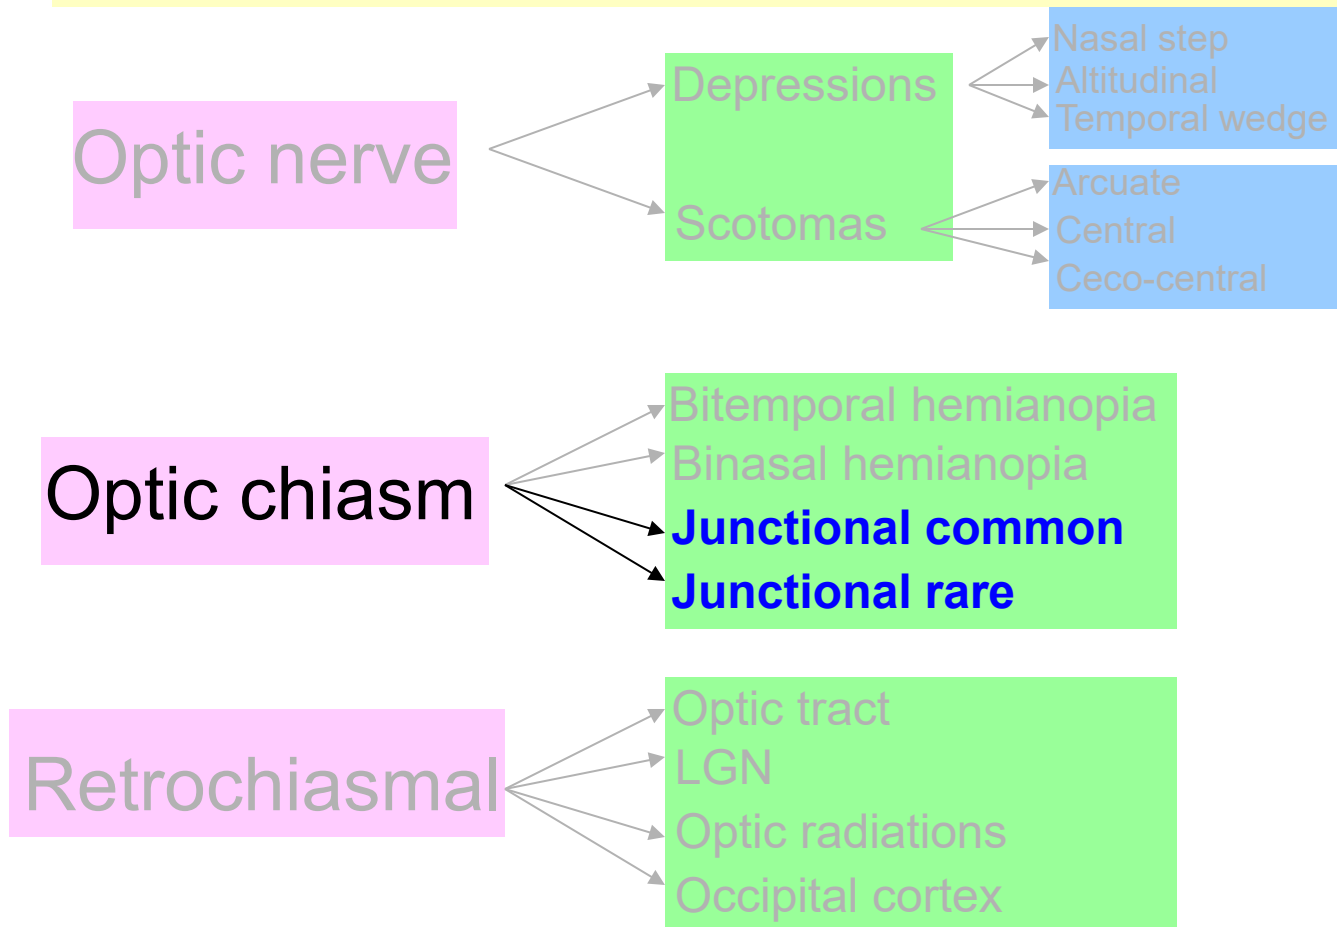 Optic nerve
Depressions
Scotomas
Nasal step
Altitudinal
Temporal wedge
Arcuate
Central
Ceco-central
Optic chiasm
Bitemporal hemianopia
Binasal hemianopia
Junctional common
Junctional rare
Retrochiasmal
Optic tract
LGN
Optic radiations
Occipital cortex